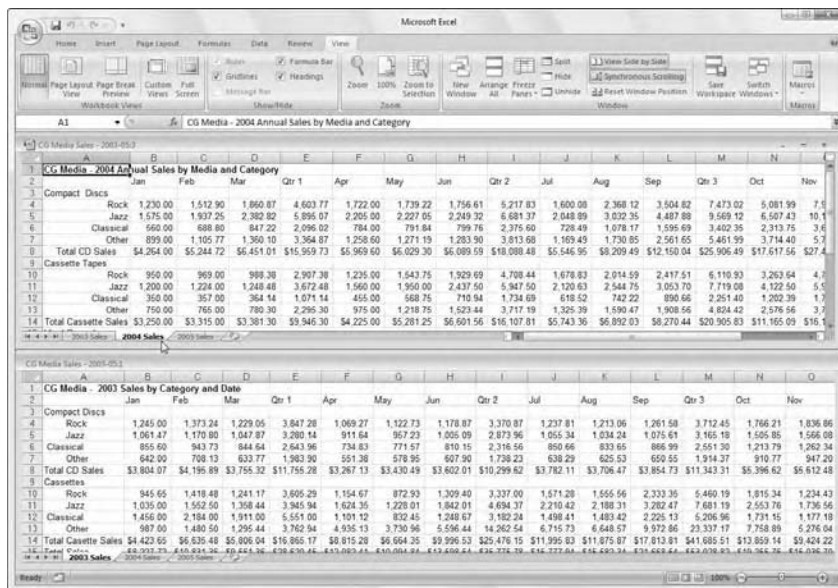 Microsoft Excel
Home Insert Page Layout Formulas Data Review View
Ruler Formula Bar
Gridlines Headings
Message Bar
Normal Page Layout View Page Break Preview Custom Views Full Screen
Zoom 100% Zoom to Selection
New Window Arrange All Freeze Panes
Split Hide Unhide
View Side by Side
Synchronous Scrolling
Reset Window Position
Save Workspace Switch Windows Macros
Workbook Views Show/Hide Zoom Window Macros
A1 fx CG Media - 2004 Annual Sales by Media and Category
CG Media Sales - 2003-05:2
A B C D E F G H I J K L M N
1 CG Media - 2004 Annual Sales by Media and Category
2 Jan Feb Mar Qtr 1 Apr May Jun Qtr 2 Jul Aug Sep Qtr 3 Oct Nov
3 Compact Discs
4 Rock 1,230.00 1,512.90 1,860.87 4,603.77 1,722.00 1,739.22 1,756.61 5,217.83 1,600.08 2,368.12 3,504.82 7,473.02 5,081.99
5 Jazz 1,575.00 1,937.25 2,382.82 5,895.07 2,205.00 2,227.05 2,249.32 6,681.37 2,048.89 3,032.35 4,487.88 9,569.12 6,507.43
6 Classical 560.00 688.80 847.22 2,096.02 784.00 791.84 799.76 2,375.60 728.49 1,078.17 1,595.69 3,402.35 2,313.75
7 Other 899.00 1,105.77 1,360.10 3,364.87 1,258.60 1,271.19 1,283.90 3,813.68 1,169.49 1,730.85 2,561.65 5,461.99 3,714.40
8 Total CD Sales $4,264.00 $5,244.72 $6,451.01 $15,959.73 $5,969.60 $6,029.30 $6,089.59 $18,088.48 $5,546.95 $8,209.49 $12,150.04 $25,906.49 $17,617.56
9 Cassette Tapes
10 Rock 950.00 969.00 988.38 2,907.38 1,235.00 1,543.75 1,929.69 4,708.44 1,678.83 2,014.59 2,417.51 6,110.93 3,263.64
11 Jazz 1,200.00 1,224.00 1,248.48 3,672.48 1,560.00 1,950.00 2,437.50 5,947.50 2,120.63 2,544.75 3,053.70 7,719.08 4,122.50
12 Classical 350.00 357.00 364.14 1,071.14 455.00 568.75 710.94 1,734.69 618.52 742.22 890.66 2,251.40 1,202.39
13 Other 750.00 765.00 780.30 2,295.30 975.00 1,218.75 1,523.44 3,717.19 1,325.39 1,590.47 1,908.56 4,824.42 2,576.56
14 Total Cassette Sales $3,250.00 $3,315.00 $3,381.30 $9,946.30 $4,225.00 $5,281.25 $6,601.56 $16,107.81 $5,743.36 $6,892.03 $8,270.44 $20,905.83 $11,165.09
2003 Sales 2004 Sales 2005 Sales
CG Media Sales - 2003-05:1
A B C D E F G H I J K L M N O
1 CG Media - 2003 Sales by Category and Date
2 Jan Feb Mar Qtr 1 Apr May Jun Qtr 2 Jul Aug Sep Qtr 3 Oct Nov
3 Compact Discs
4 Rock 1,245.00 1,373.24 1,229.05 3,847.28 1,069.27 1,122.73 1,178.87 3,370.87 1,237.81 1,213.06 1,261.58 3,712.45 1,766.21 1,836.86
5 Jazz 1,061.47 1,170.80 1,047.87 3,280.14 911.64 957.23 1,005.09 2,873.96 1,055.34 1,034.24 1,075.61 3,165.18 1,505.85 1,566.08
6 Classical 855.60 943.73 844.64 2,643.96 734.83 771.57 810.15 2,316.56 850.66 833.65 866.99 2,551.30 1,213.79 1,262.34
7 Other 642.00 708.13 633.77 1,983.90 551.38 578.95 607.90 1,738.23 638.29 625.53 650.55 1,914.37 910.77 947.20
8 Total CD Sales $3,804.07 $4,195.89 $3,755.32 $11,755.28 $3,267.13 $3,430.49 $3,602.01 $10,299.62 $3,782.11 $3,706.47 $3,854.73 $11,343.31 $5,396.62 $5,612.48
9 Cassettes
10 Rock 945.65 1,418.48 1,241.17 3,605.29 1,154.67 872.93 1,309.40 3,337.00 1,571.28 1,555.56 2,333.35 5,460.19 1,815.34 1,234.43
11 Jazz 1,035.00 1,552.50 1,358.44 3,945.94 1,624.35 1,228.01 1,842.01 4,694.37 2,210.42 2,188.31 3,282.47 7,681.19 2,553.76 1,736.56
12 Classical 1,456.00 2,184.00 1,911.00 5,551.00 1,101.12 832.45 1,248.67 3,182.24 1,498.41 1,483.42 2,225.13 5,206.96 1,731.15 1,177.18
13 Other 987.00 1,480.50 1,295.44 3,762.94 4,935.13 3,730.96 5,596.44 14,262.54 6,715.73 6,648.57 9,972.86 23,337.17 7,758.89 5,276.04
14 Total Casette Sales $4,423.65 $6,635.48 $5,806.04 $16,865.17 $8,815.28 $6,664.35 $9,996.53 $25,476.15 $11,995.83 $11,875.87 $17,813.81 $41,685.51 $13,859.14 $9,424.22
2003 Sales 2004 Sales 2005 Sales
Ready 100%